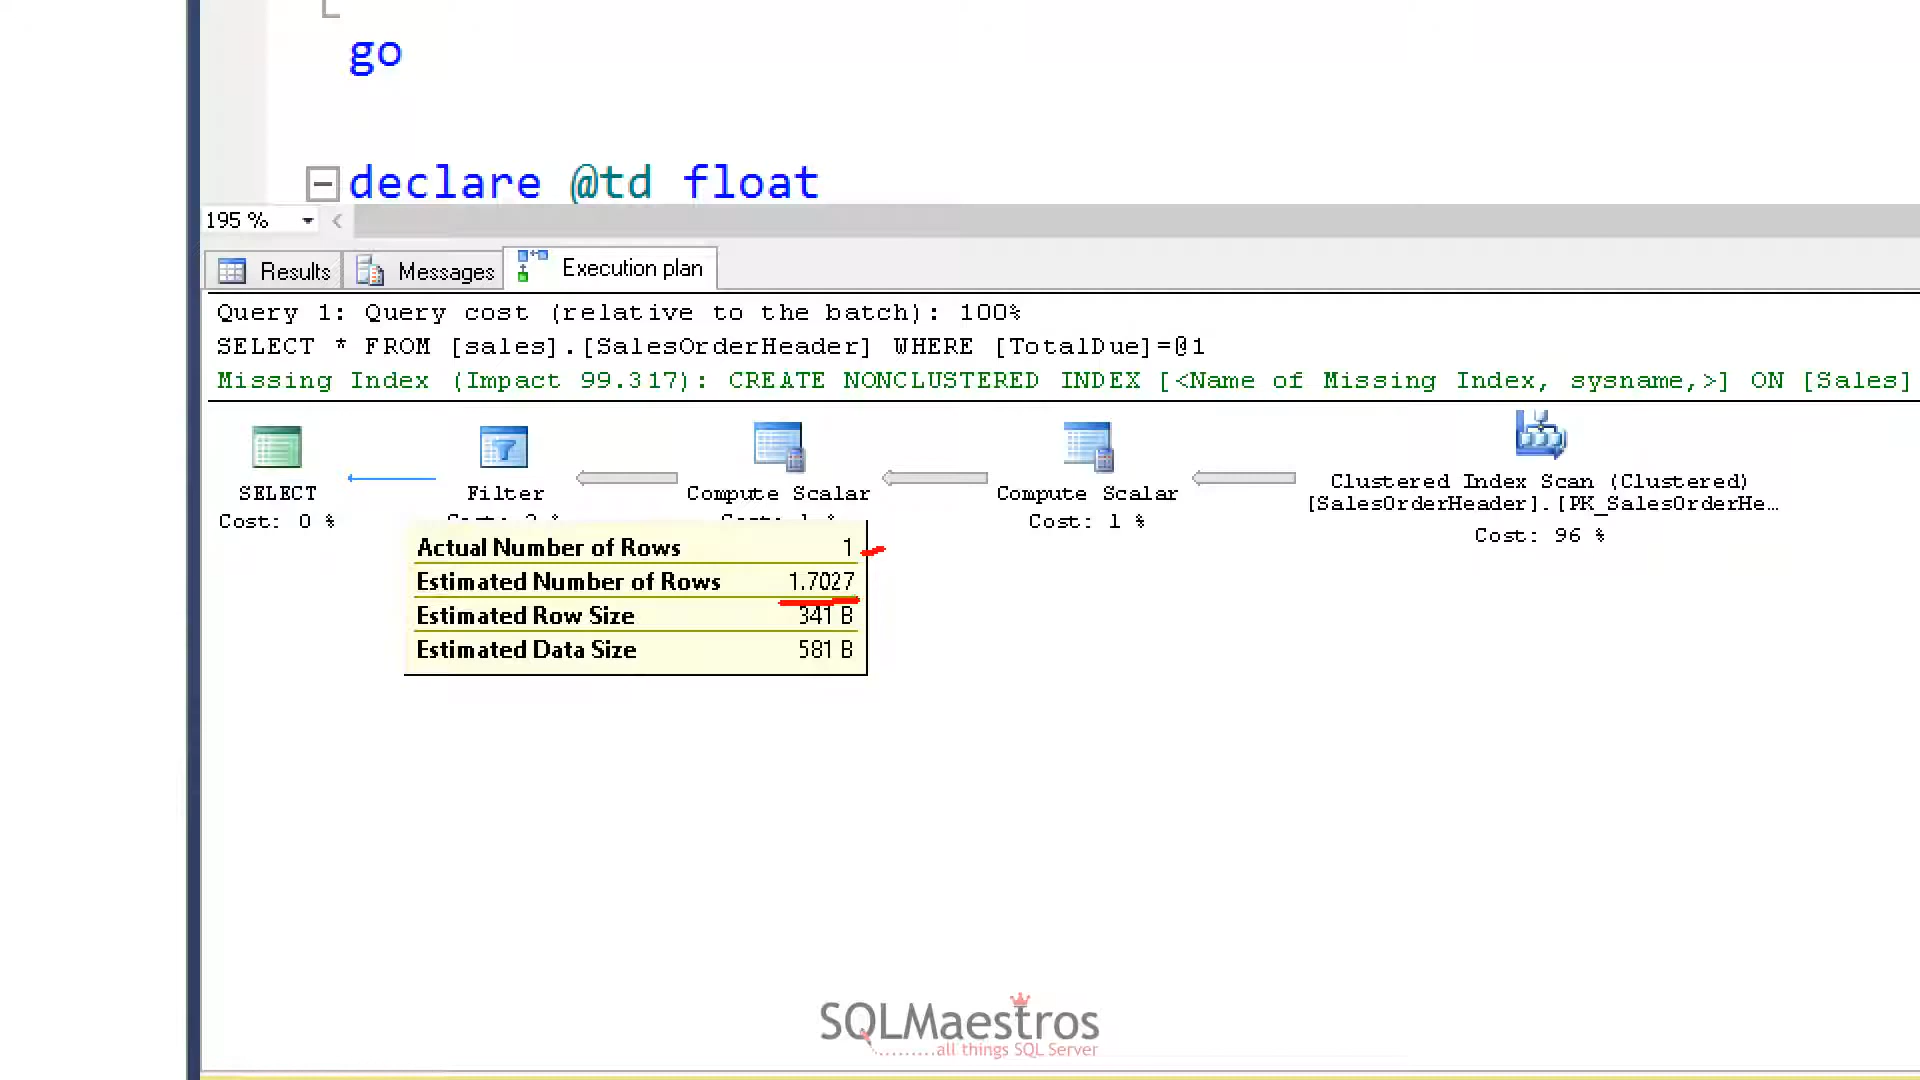 go
declare @td float
195 %
Results Messages Execution plan
Query 1: Query cost (relative to the batch): 100%
SELECT * FROM [sales].[SalesOrderHeader] WHERE [TotalDue]=@1
Missing Index (Impact 99.317): CREATE NONCLUSTERED INDEX [<Name of Missing Index, sysname,>] ON [Sales]
SELECT
Cost: 0 %
Filter
Compute Scalar
Compute Scalar
Cost: 1 %
Clustered Index Scan (Clustered)
[SalesOrderHeader].[PK_SalesOrderHe…
Cost: 96 %
Actual Number of Rows 1
Estimated Number of Rows 1.7027
Estimated Row Size 341 B
Estimated Data Size 581 B
SQLMaestros
.........all things SQL Server